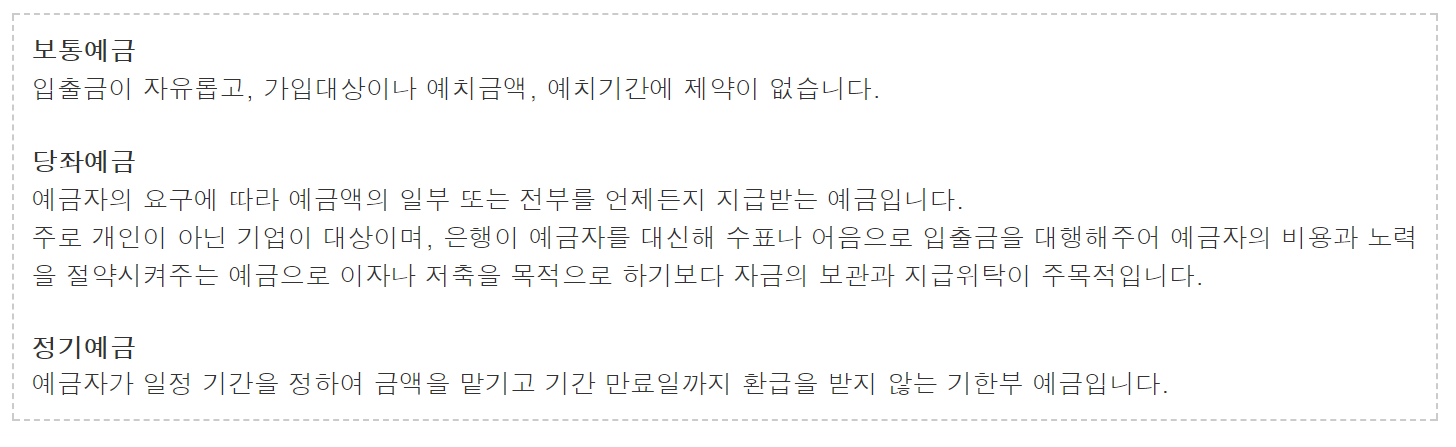 보통예금
입출금이 자유롭고, 가입대상이나 예치금액, 예치기간에 제약이 없습니다.
당좌예금
예금자의 요구에 따라 예금액의 일부 또는 전부를 언제든지 지급받는 예금입니다.
주로 개인이 아닌 기업이 대상이며, 은행이 예금자를 대신해 수표나 어음으로 입출금을 대행해주어 예금자의 비용과 노력
을 절약시켜주는 예금으로 이자나 저축을 목적으로 하기보다 자금의 보관과 지급위탁이 주목적입니다.
정기예금
예금자가 일정 기간을 정하여 금액을 맡기고 기간 만료일까지 환급을 받지 않는 기한부 예금입니다.